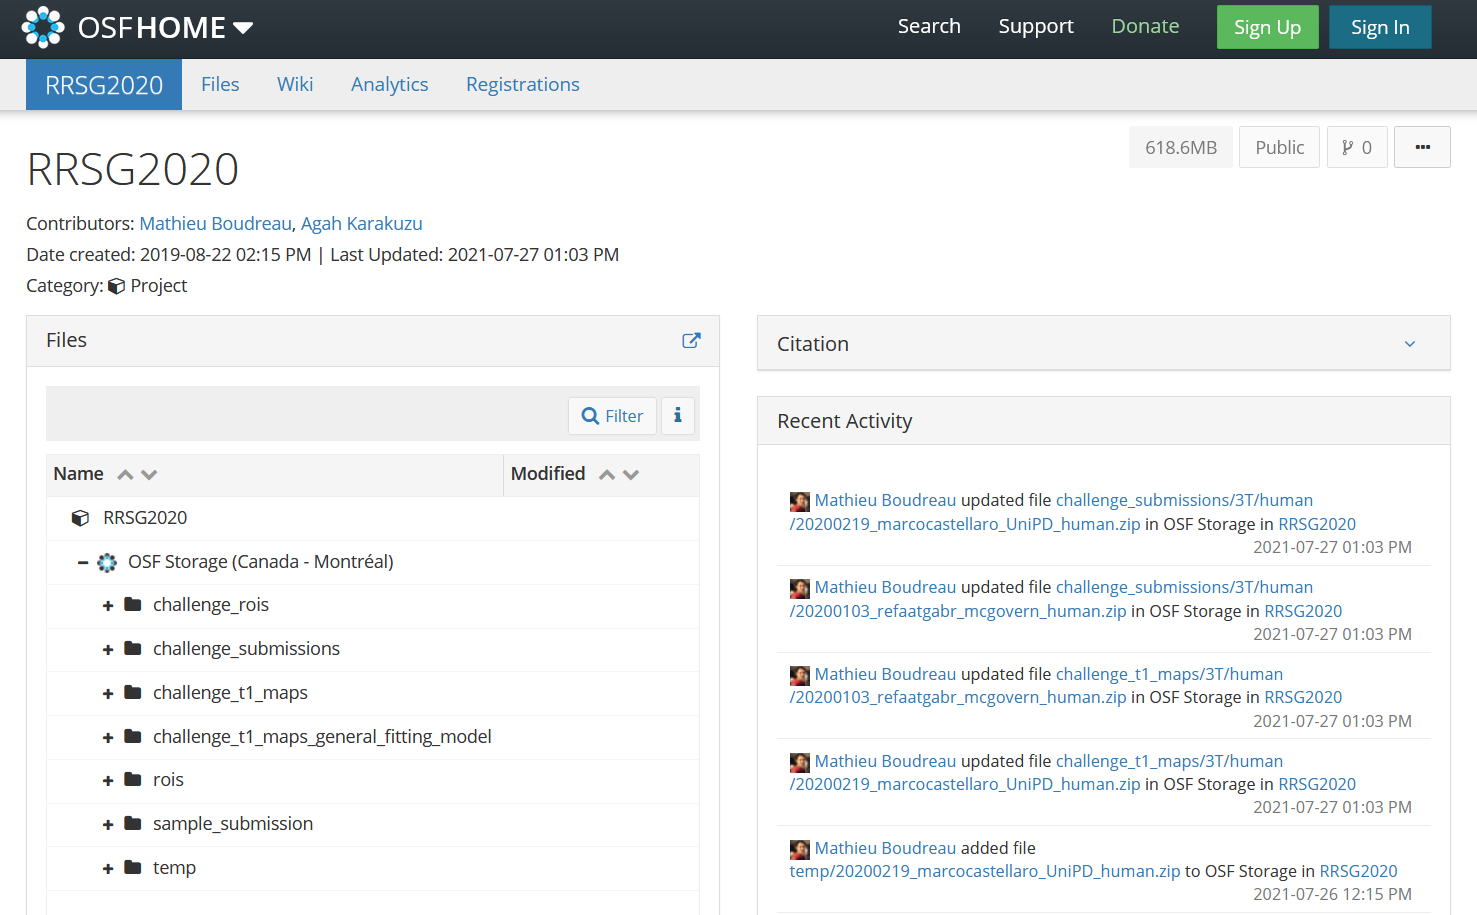 OSFHOME
Search
Support
Donate
Sign Up
Sign In
RRSG2020
Files
Wiki
Analytics
Registrations
RRSG2020
618.6MB
Public
0
Contributors: Mathieu Boudreau, Agah Karakuzu
Date created: 2019-08-22 02:15 PM | Last Updated: 2021-07-27 01:03 PM
Category: Project
Files
Filter
Name
Modified
RRSG2020
OSF Storage (Canada - Montréal)
challenge_rois
challenge_submissions
challenge_t1_maps
challenge_t1_maps_general_fitting_model
rois
sample_submission
temp
Citation
Recent Activity
Mathieu Boudreau updated file challenge_submissions/3T/human
/20200219_marcocastellaro_UniPD_human.zip in OSF Storage in RRSG2020
2021-07-27 01:03 PM
Mathieu Boudreau updated file challenge_submissions/3T/human
/20200103_refaatgabr_mcgovern_human.zip in OSF Storage in RRSG2020
2021-07-27 01:03 PM
Mathieu Boudreau updated file challenge_t1_maps/3T/human
/20200103_refaatgabr_mcgovern_human.zip in OSF Storage in RRSG2020
2021-07-27 01:03 PM
Mathieu Boudreau updated file challenge_t1_maps/3T/human
/20200219_marcocastellaro_UniPD_human.zip in OSF Storage in RRSG2020
2021-07-27 01:03 PM
Mathieu Boudreau added file
temp/20200219_marcocastellaro_UniPD_human.zip to OSF Storage in RRSG2020
2021-07-26 12:15 PM